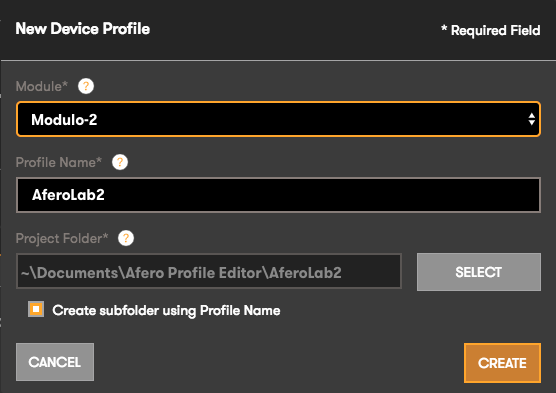 New Device Profile * Required Field
Module* ?
Modulo-2
Profile Name* ?
AferoLab2
Project Folder* ?
~\Documents\Afero Profile Editor\AferoLab2 SELECT
Create subfolder using Profile Name
CANCEL CREATE